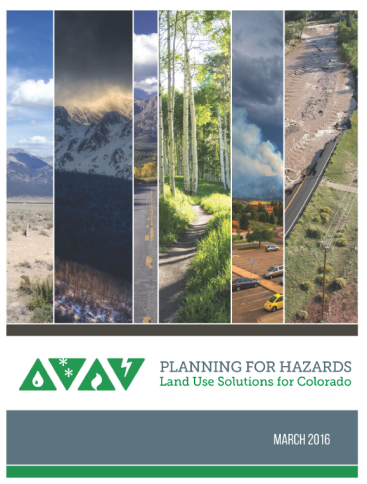 PLANNING FOR HAZARDS
Land Use Solutions for Colorado
MARCH 2016